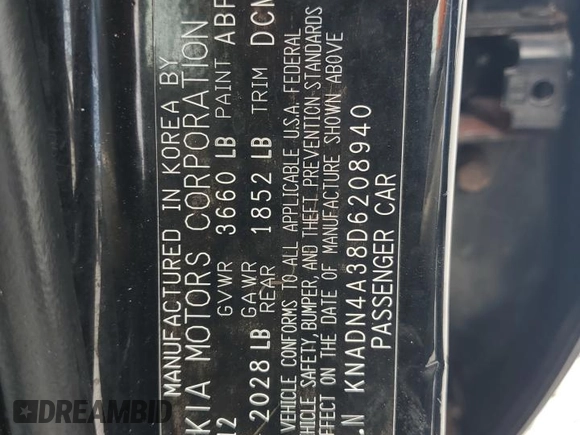 MANUFACTURED IN KOREA BY
KIA MOTORS CORPORATION
12 GVWR 3660 LB PAINT ABP
GAWR
2028 LB REAR 1852 LB TRIM DCM
VEHICLE CONFORMS TO ALL APPLICABLE U.S.A. FEDERAL
VEHICLE SAFETY, BUMPER, AND THEFT PREVENTION STANDARDS
EFFECT ON THE DATE OF MANUFACTURE SHOWN ABOVE
.N KNADN4A38D6208940
PASSENGER CAR
DREAMBID